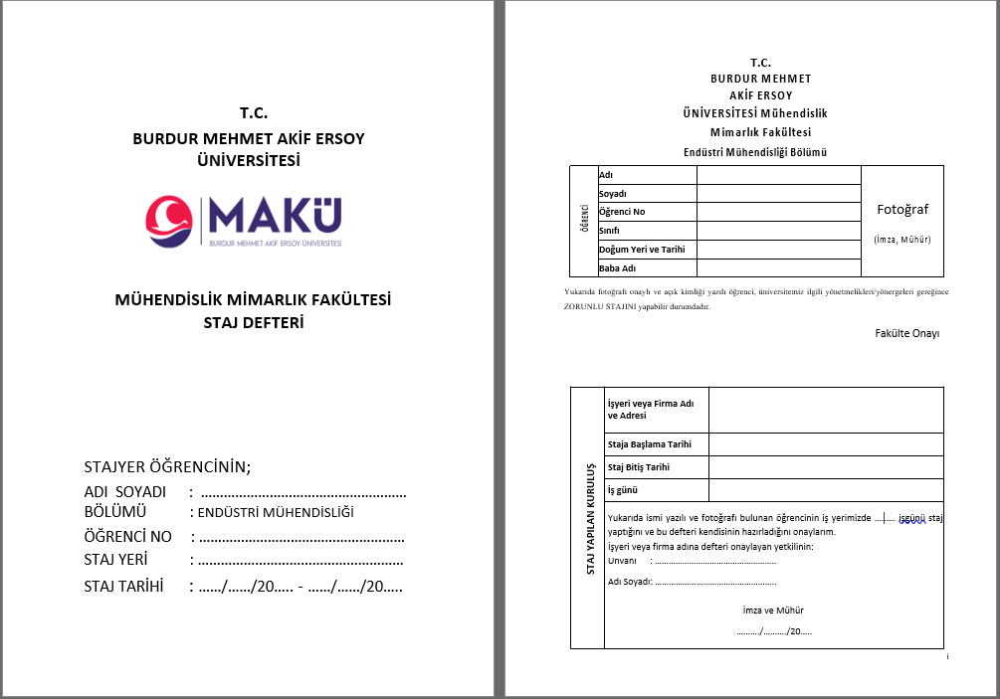 T.C.
BURDUR MEHMET AKİF ERSOY
ÜNİVERSİTESİ
MAKÜ
BURDUR MEHMET AKİF ERSOY ÜNİVERSİTESİ
MÜHENDİSLİK MİMARLIK FAKÜLTESİ
STAJ DEFTERİ
STAJYER ÖĞRENCİNİN;
ADI SOYADI : ......................................................
BÖLÜMÜ : ENDÜSTRİ MÜHENDİSLİĞİ
ÖĞRENCİ NO : ......................................................
STAJ YERİ : ......................................................
STAJ TARİHİ : ....../....../20..... - ....../....../20.....
T.C.
BURDUR MEHMET
AKİF ERSOY
ÜNİVERSİTESİ Mühendislik
Mimarlık Fakültesi
Endüstri Mühendisliği Bölümü
ÖĞRENCİ
Adı
Soyadı
Öğrenci No
Sınıfı
Doğum Yeri ve Tarihi
Baba Adı
Fotoğraf
(İmza, Mühür)
Yukarıda fotoğrafı onaylı ve açık kimliği yazılı öğrenci, üniversitemiz ilgili yönetmelikleri/yönergeleri gereğince
ZORUNLU STAJINI yapabilir durumdadır.
Fakülte Onayı
STAJ YAPILAN KURULUŞ
İşyeri veya Firma Adı
ve Adresi
Staja Başlama Tarihi
Staj Bitiş Tarihi
İş günü
Yukarıda ismi yazılı ve fotoğrafı bulunan öğrencinin iş yerimizde ........ işgünü staj
yaptığını ve bu defteri kendisinin hazırladığını onaylarım.
İşyeri veya firma adına defteri onaylayan yetkilinin:
Unvanı : .....................................................
Adı Soyadı: .....................................................
İmza ve Mühür
........../........../20.....
i